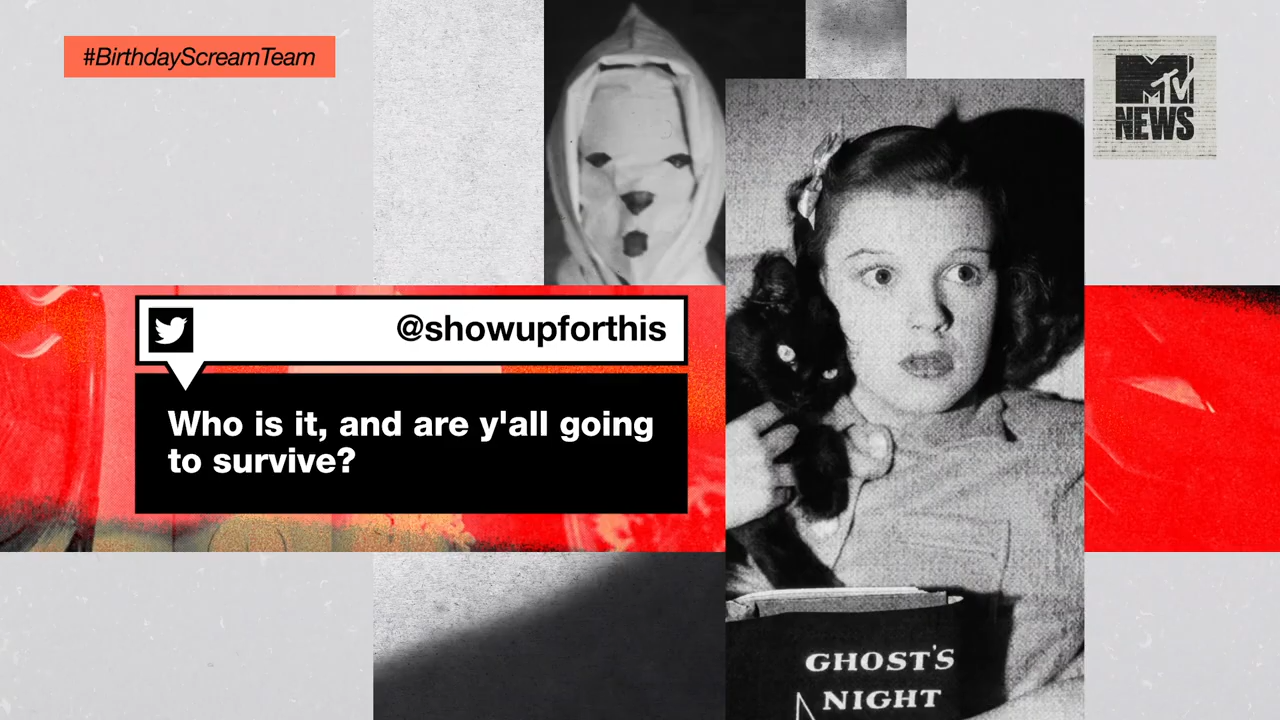 #BirthdayScreamTeam
MTV
NEWS
@showupforthis
Who is it, and are y'all going
to survive?
GHOST'S
NIGHT